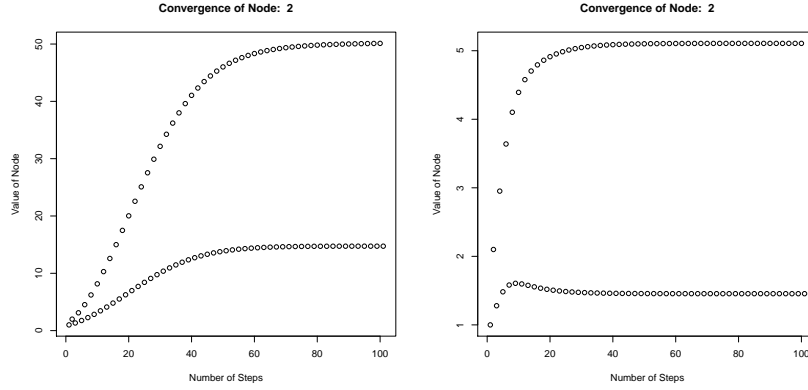 Convergence of Node: 2
50
40
30
20
10
0
Value of Node
0 20 40 60 80 100
Number of Steps
Convergence of Node: 2
5
4
3
2
1
Value of Node
0 20 40 60 80 100
Number of Steps